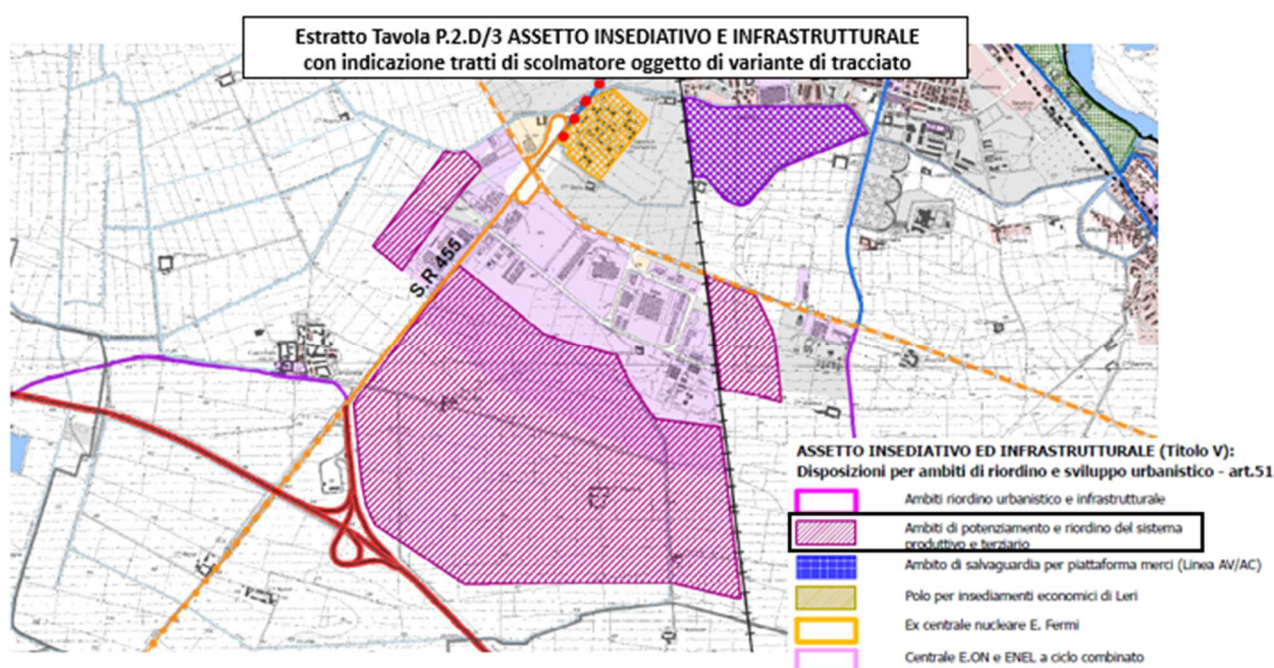 Estratto Tavola P.2.D/3 ASSETTO INSEDIATIVO E INFRASTRUTTURALE
con indicazione tratti di scolmatore oggetto di variante di tracciato
S.R 455
ASSETTO INSEDIATIVO ED INFRASTRUTTURALE (Titolo V):
Disposizioni per ambiti di riordino e sviluppo urbanistico - art.51
Ambiti riordino urbanistico e infrastrutturale
Ambiti di potenziamento e riordino del sistema
produttivo e terziario
Ambito di salvaguardia per piattaforma merci (Linea AV/AC)
Polo per insediamenti economici di Leri
Ex centrale nucleare E. Fermi
Centrale E.ON e ENEL a ciclo combinato